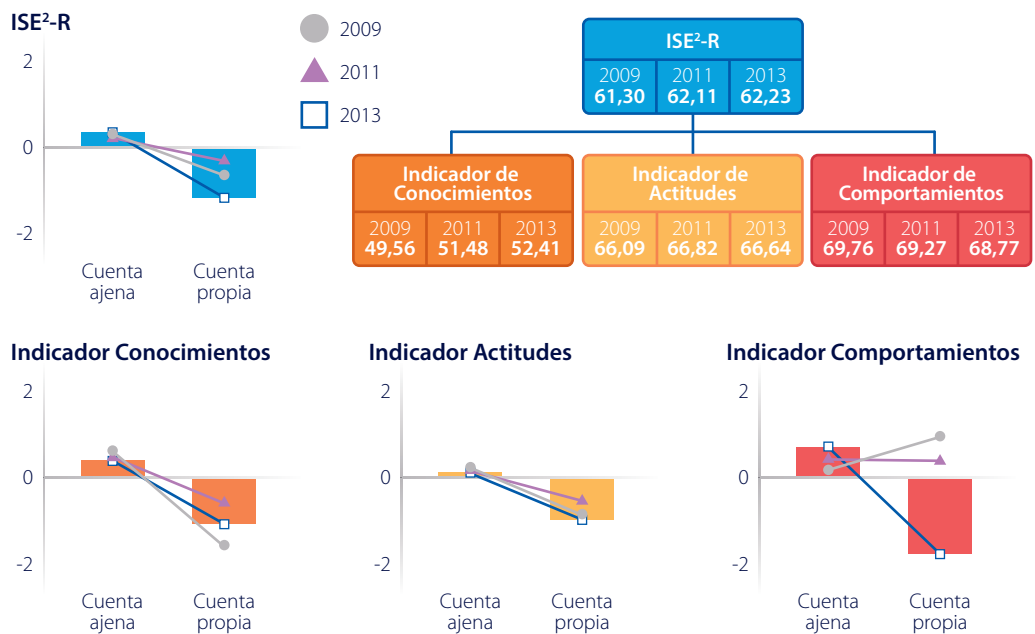 ISE²-R
2
0
-2
Cuenta
ajena
Cuenta
propia
2009
2011
2013
ISE²-R
2009 2011 2013
61,30 62,11 62,23
Indicador de
Conocimientos
2009 2011 2013
49,56 51,48 52,41
Indicador de
Actitudes
2009 2011 2013
66,09 66,82 66,64
Indicador de
Comportamientos
2009 2011 2013
69,76 69,27 68,77
Indicador Conocimientos
2
0
-2
Cuenta
ajena
Cuenta
propia
Indicador Actitudes
2
0
-2
Cuenta
ajena
Cuenta
propia
Indicador Comportamientos
2
0
-2
Cuenta
ajena
Cuenta
propia